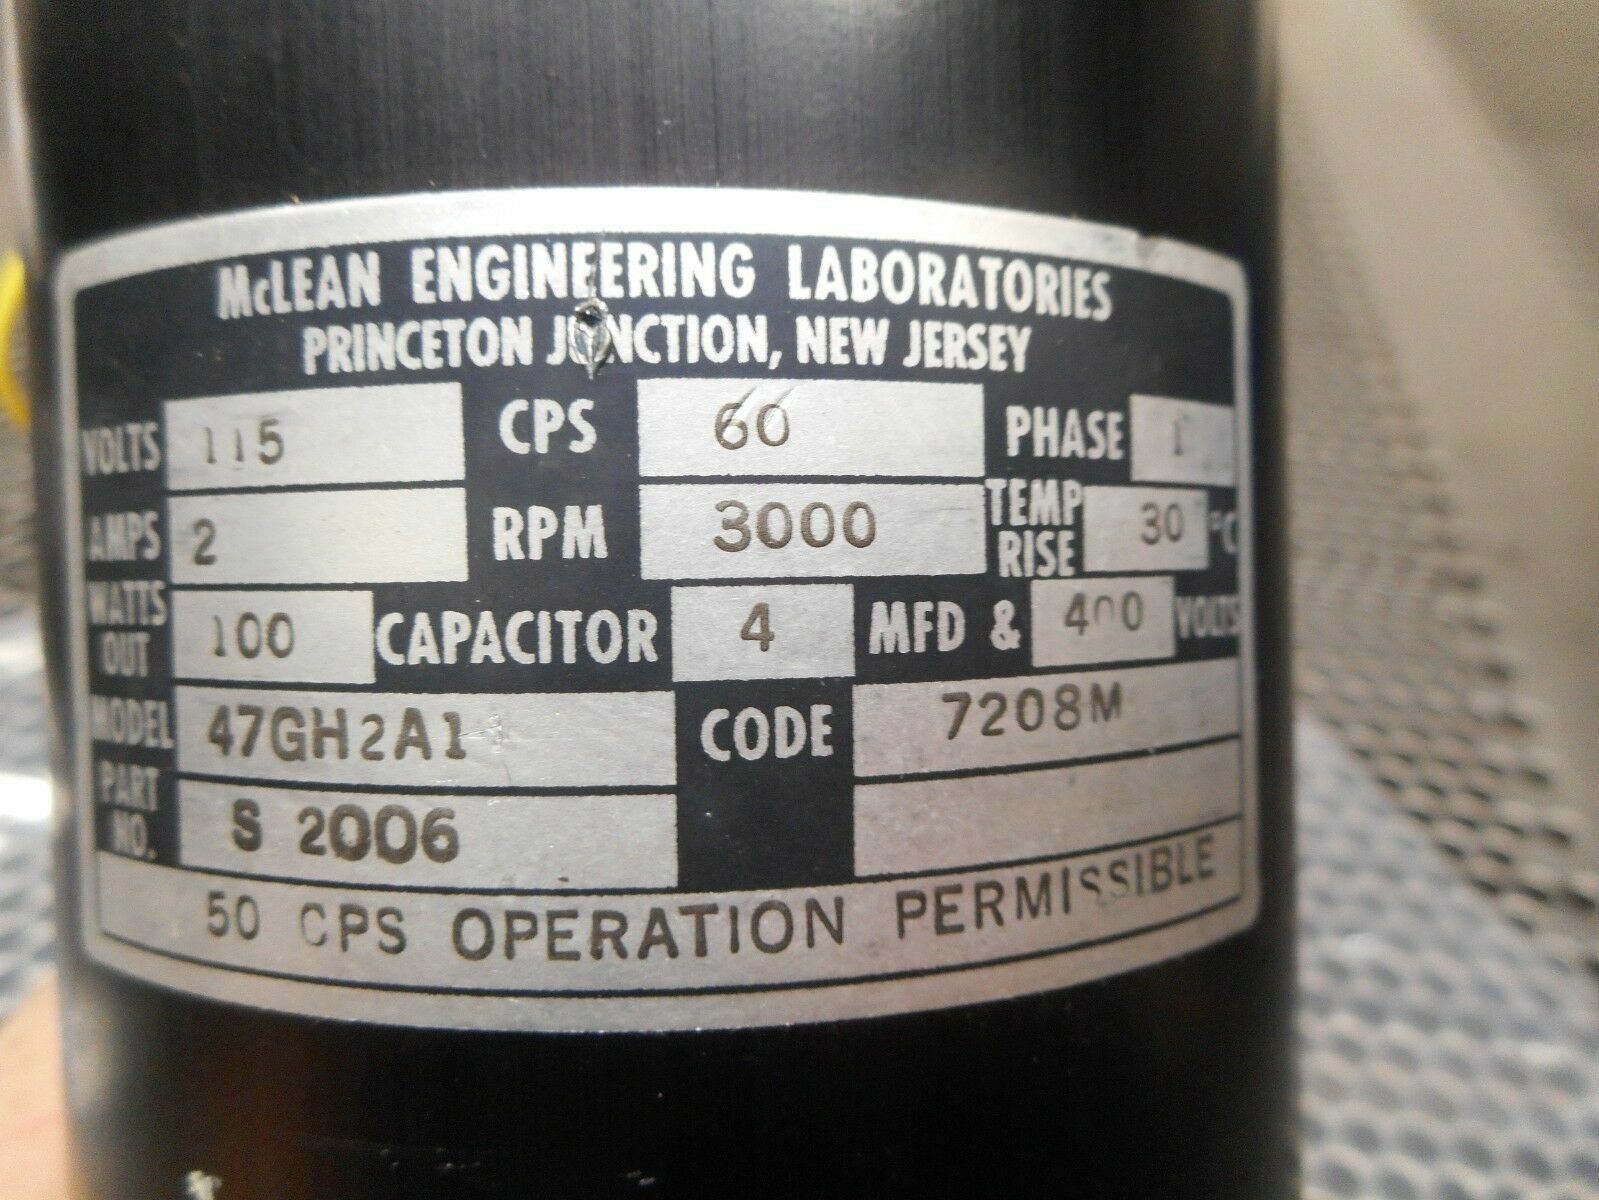 McLEAN ENGINEERING LABORATORIES
PRINCETON JUNCTION, NEW JERSEY
VOLTS 115 CPS 60 PHASE 1
AMPS 2 RPM 3000 TEMP RISE 30 °C
WATTS OUT 100 CAPACITOR 4 MFD & 400 VOLTS
MODEL 47GH2A1 CODE 7208M
PART NO. S 2006
50 CPS OPERATION PERMISSIBLE